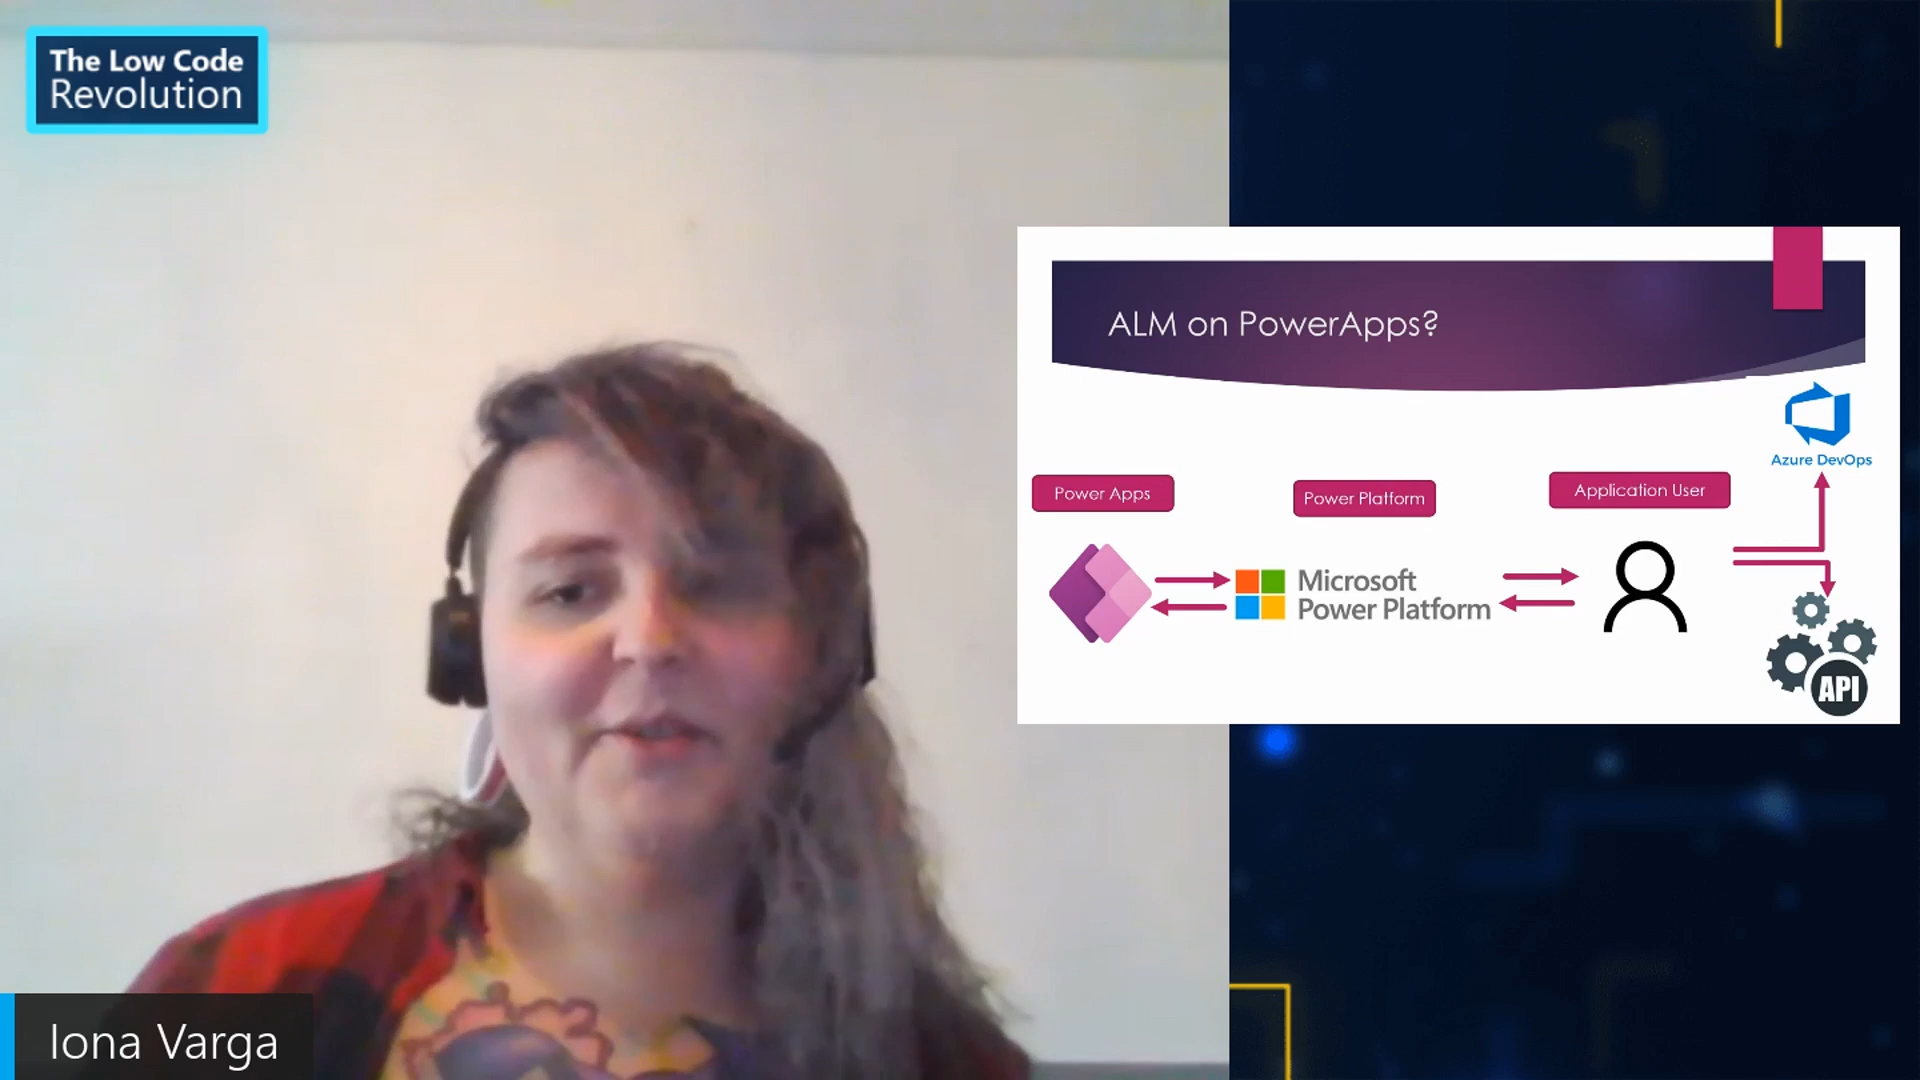 The Low Code
Revolution
ALM on PowerApps?
Azure DevOps
Power Apps
Power Platform
Application User
Microsoft
Power Platform
API
Iona Varga